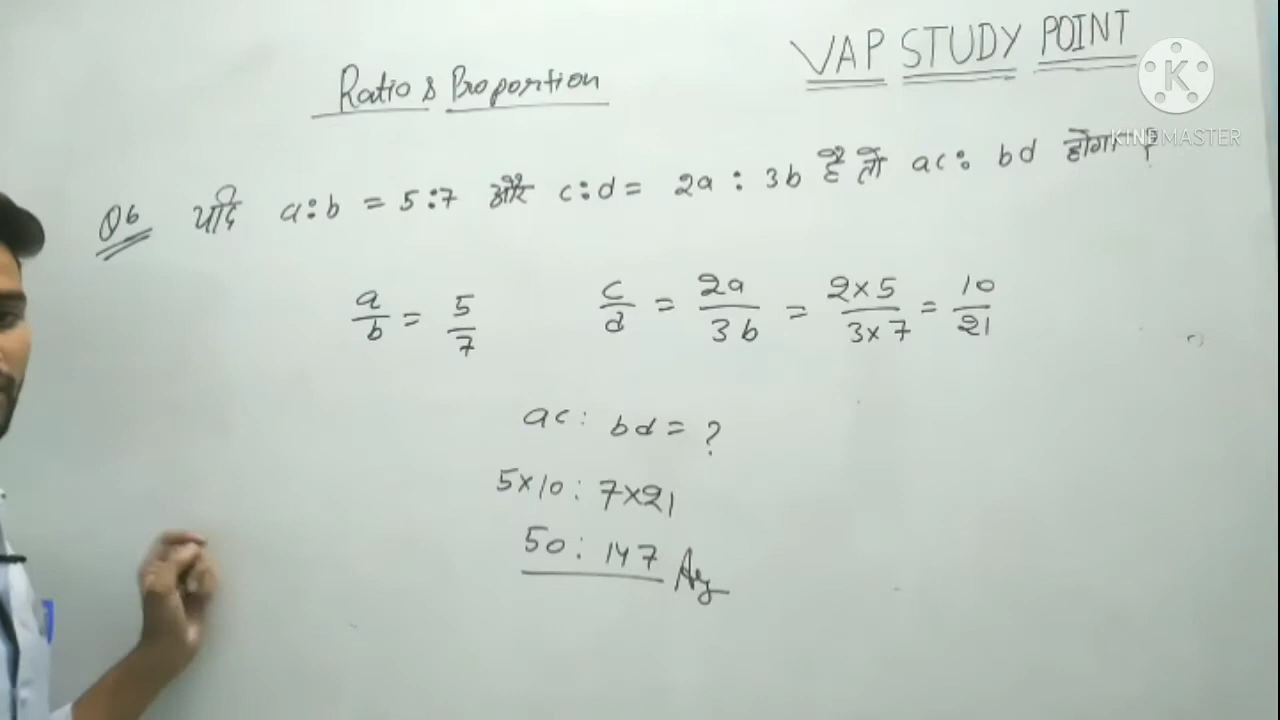 Ratio & Proportion
VAP STUDY POINT
KINEMASTER
Q6 यदि a:b = 5:7 और c:d = 2a : 3b है तो ac: bd होगा ?
a/b = 5/7
c/d = 2a/3b = 2×5/3×7 = 10/21
ac: bd = ?
5×10: 7×21
50: 147 Ans